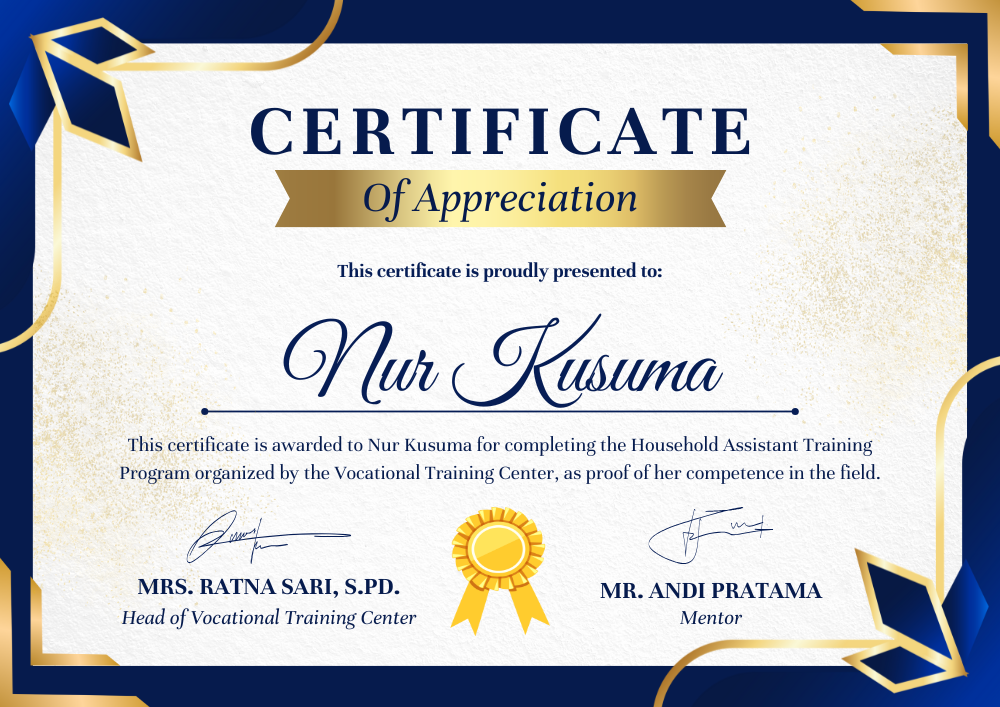 CERTIFICATE
Of Appreciation
This certificate is proudly presented to:
Nur Kusuma
This certificate is awarded to Nur Kusuma for completing the Household Assistant Training
Program organized by the Vocational Training Center, as proof of her competence in the field.
MRS. RATNA SARI, S.PD.
Head of Vocational Training Center
MR. ANDI PRATAMA
Mentor